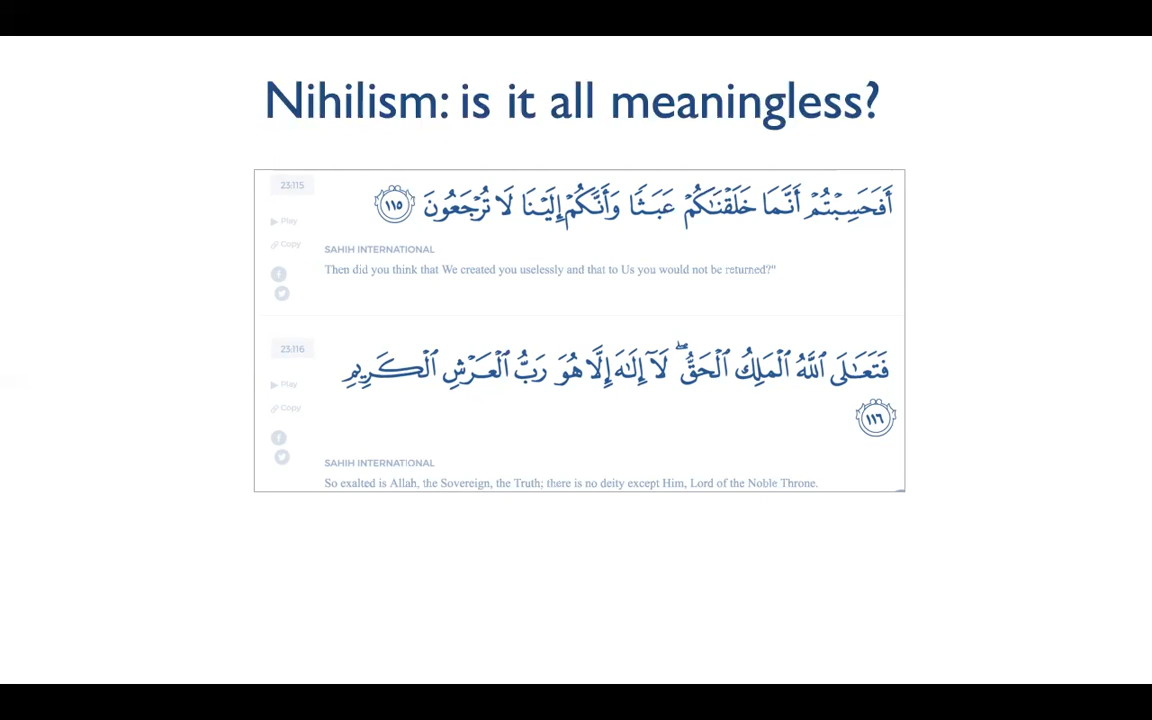 Nihilism: is it all meaningless?
23:115
أَفَحَسِبْتُمْ أَنَّمَا خَلَقْنَـٰكُمْ عَبَثًا وَأَنَّكُمْ إِلَيْنَا لَا تُرْجَعُونَ ١١٥
Play
SAHIH INTERNATIONAL
Copy
Then did you think that We created you uselessly and that to Us you would not be returned?"
23:116
فَتَعَـٰلَى ٱللَّهُ ٱلْمَلِكُ ٱلْحَقُّ ۖ لَآ إِلَـٰهَ إِلَّا هُوَ رَبُّ ٱلْعَرْشِ ٱلْكَرِيمِ
Play
Copy
١١٦
SAHIH INTERNATIONAL
So exalted is Allah, the Sovereign, the Truth; there is no deity except Him, Lord of the Noble Throne.